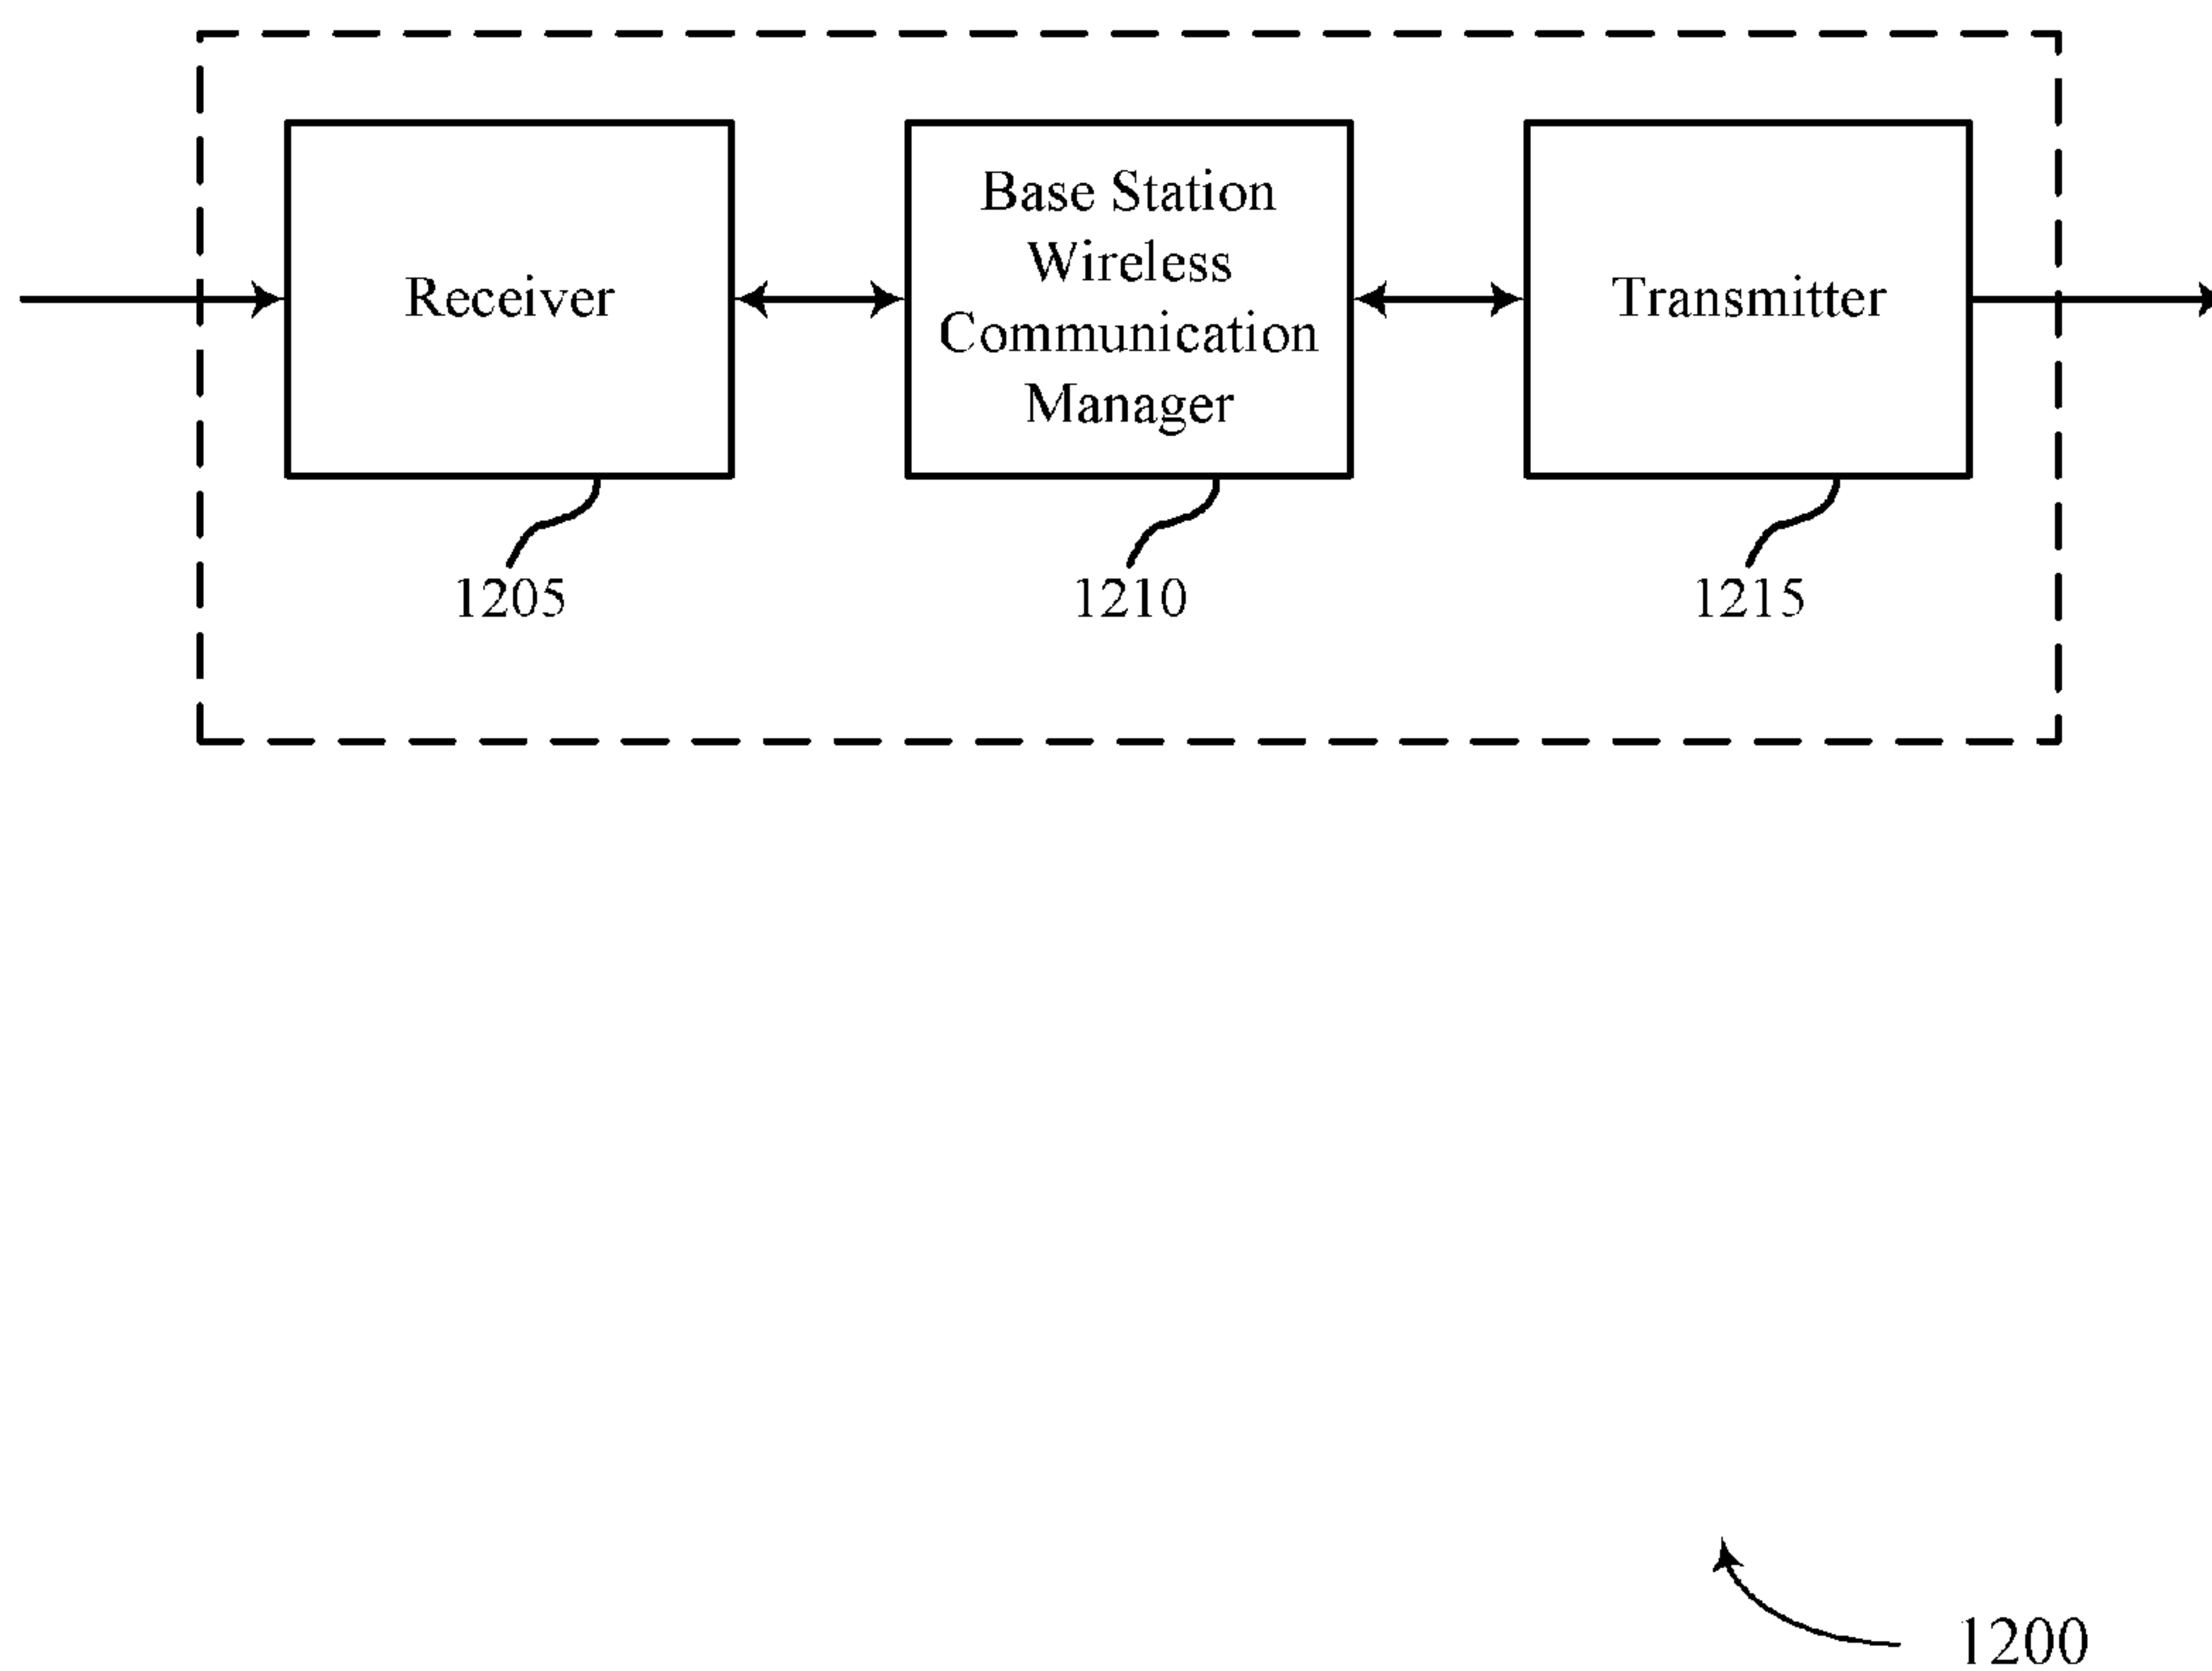 Receiver
Base Station
Wireless
Communication
Manager
Transmitter
1205
1210
1215
1200